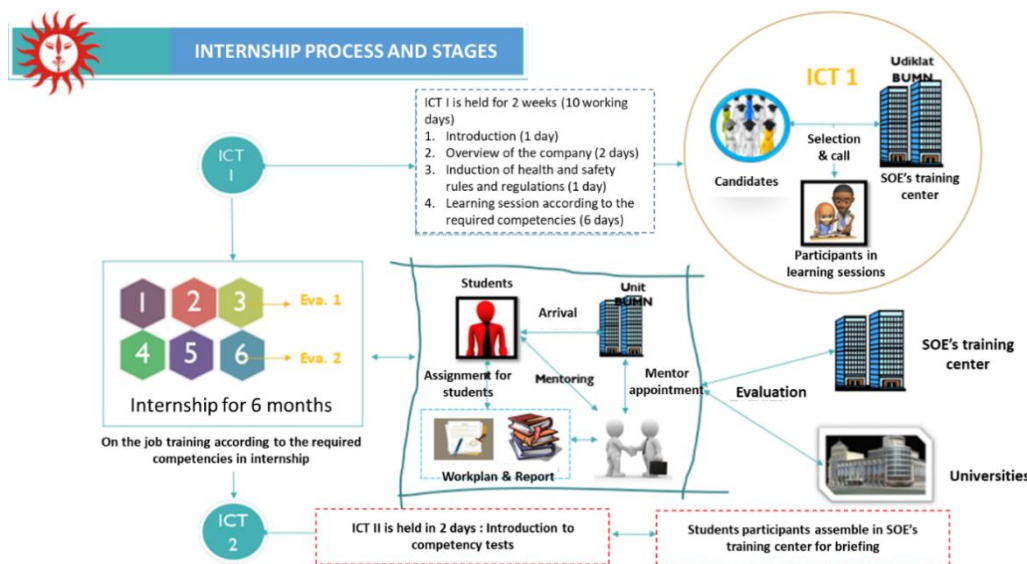 INTERNSHIP PROCESS AND STAGES
ICT I is held for 2 weeks (10 working
days)
1. Introduction (1 day)
2. Overview of the company (2 days)
3. Induction of health and safety
rules and regulations (1 day)
4. Learning session according to the
required competencies (6 days)
ICT 1
Udiklat
BUMN
Selection
& call
Candidates
SOE's training
center
Participants in
learning sessions
ICT
1
1
2
3
Eva. 1
4
5
6
Eva. 2
Internship for 6 months
On the job training according to the required
competencies in internship
Students
Unit
BUMN
Arrival
Assignment for
students
Mentoring
Mentor
appointment
Workplan & Report
Evaluation
SOE's training
center
Universities
ICT
2
ICT II is held in 2 days : Introduction to
competency tests
Students participants assemble in SOE's
training center for briefing